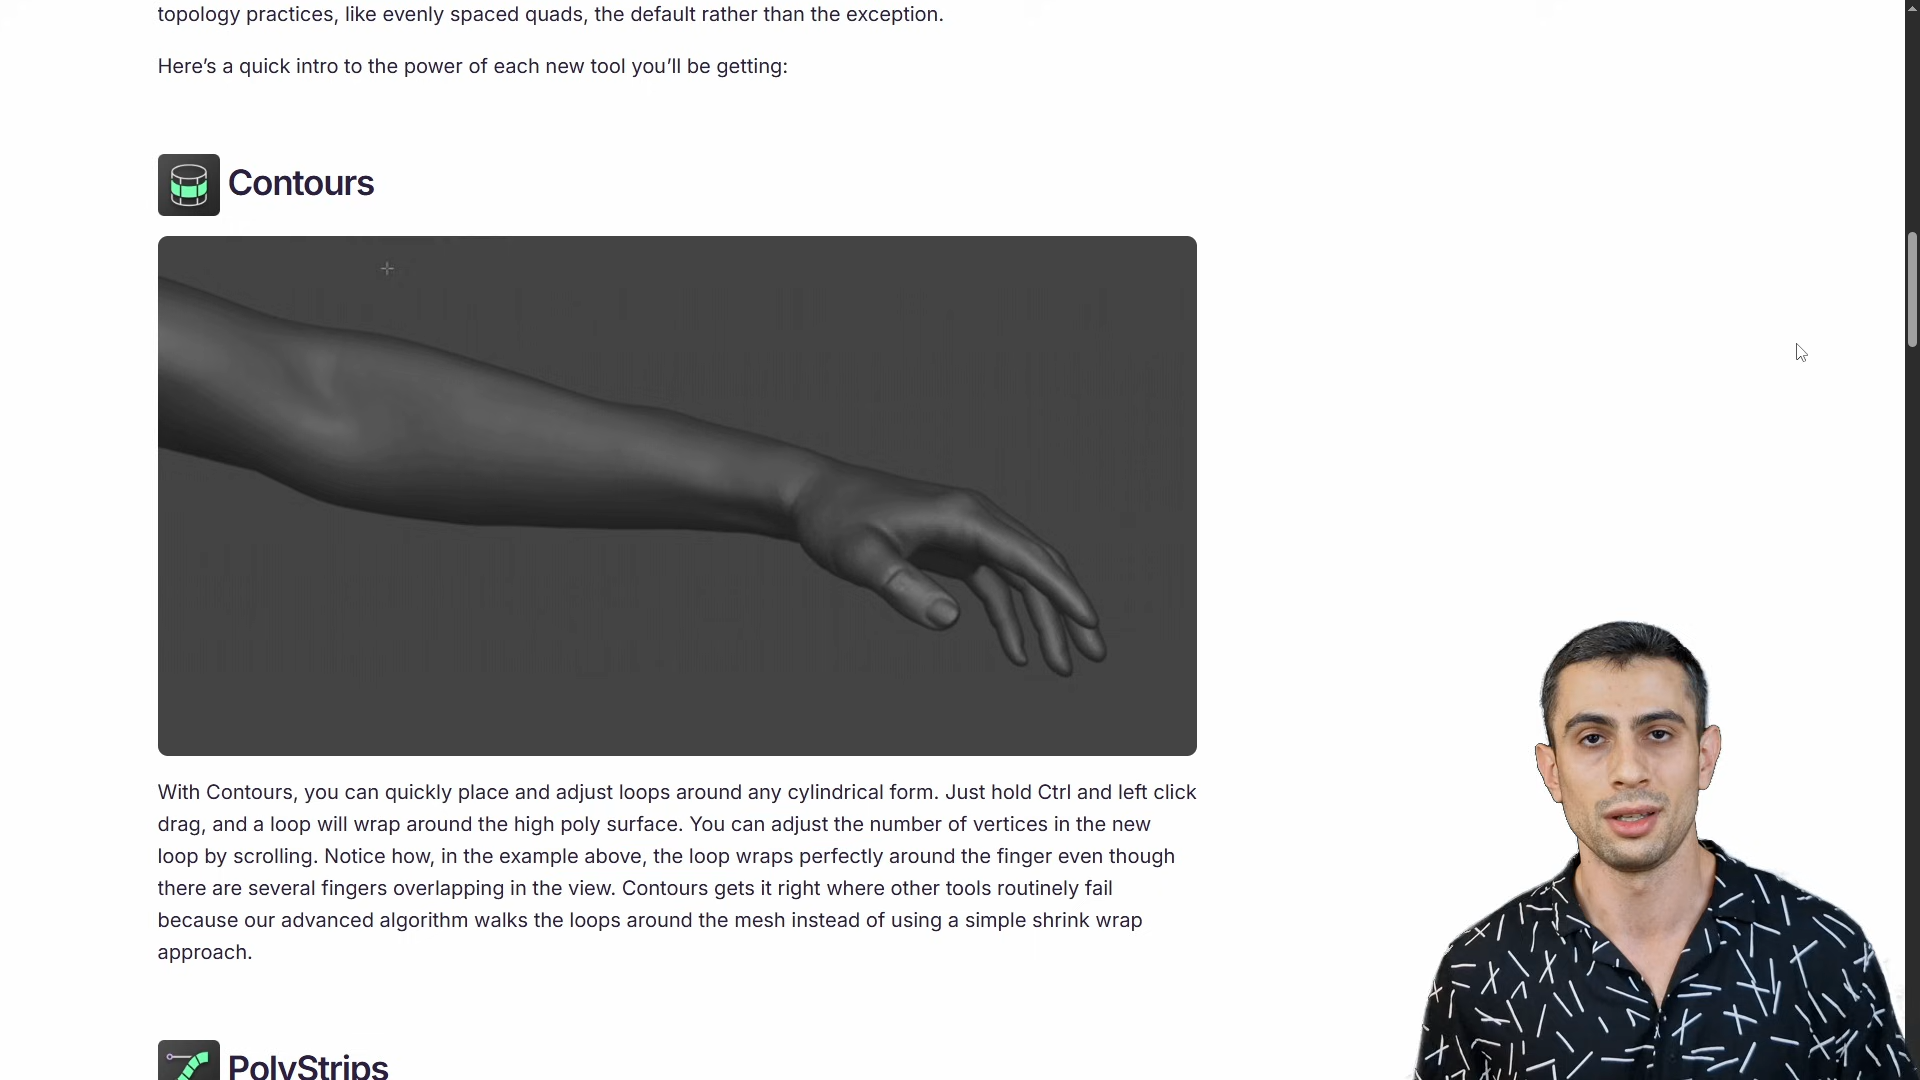 topology practices, like evenly spaced quads, the default rather than the exception.
Here’s a quick intro to the power of each new tool you’ll be getting:
Contours
With Contours, you can quickly place and adjust loops around any cylindrical form. Just hold Ctrl and left click
drag, and a loop will wrap around the high poly surface. You can adjust the number of vertices in the new
loop by scrolling. Notice how, in the example above, the loop wraps perfectly around the finger even though
there are several fingers overlapping in the view. Contours gets it right where other tools routinely fail
because our advanced algorithm walks the loops around the mesh instead of using a simple shrink wrap
approach.
PolyStrips